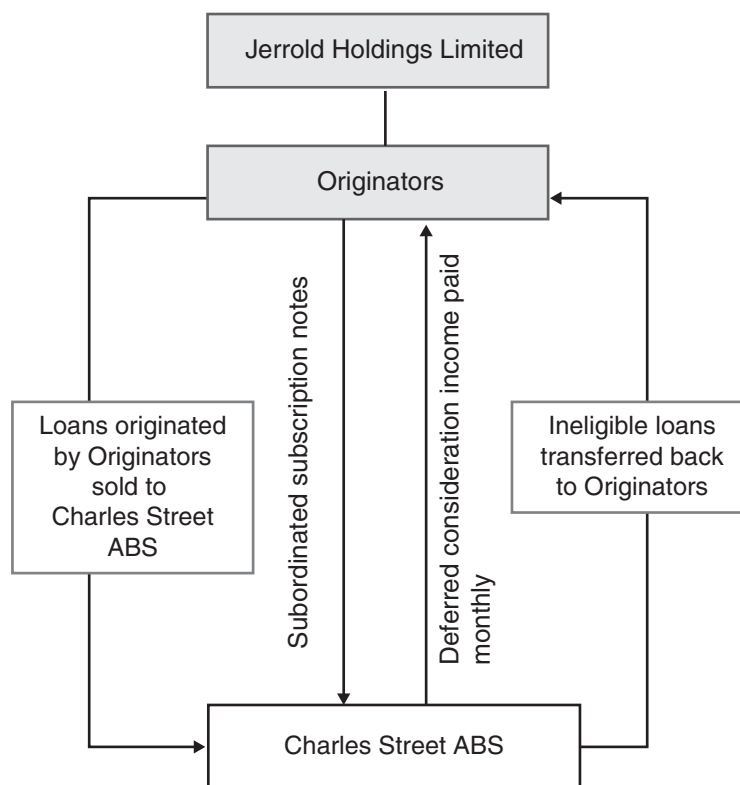 Jerrold Holdings Limited
Originators
Subordinated subscription notes
Deferred consideration income paid
monthly
Loans originated
by Originators
sold to
Charles Street
ABS
Ineligible loans
transferred back
to Originators
Charles Street ABS